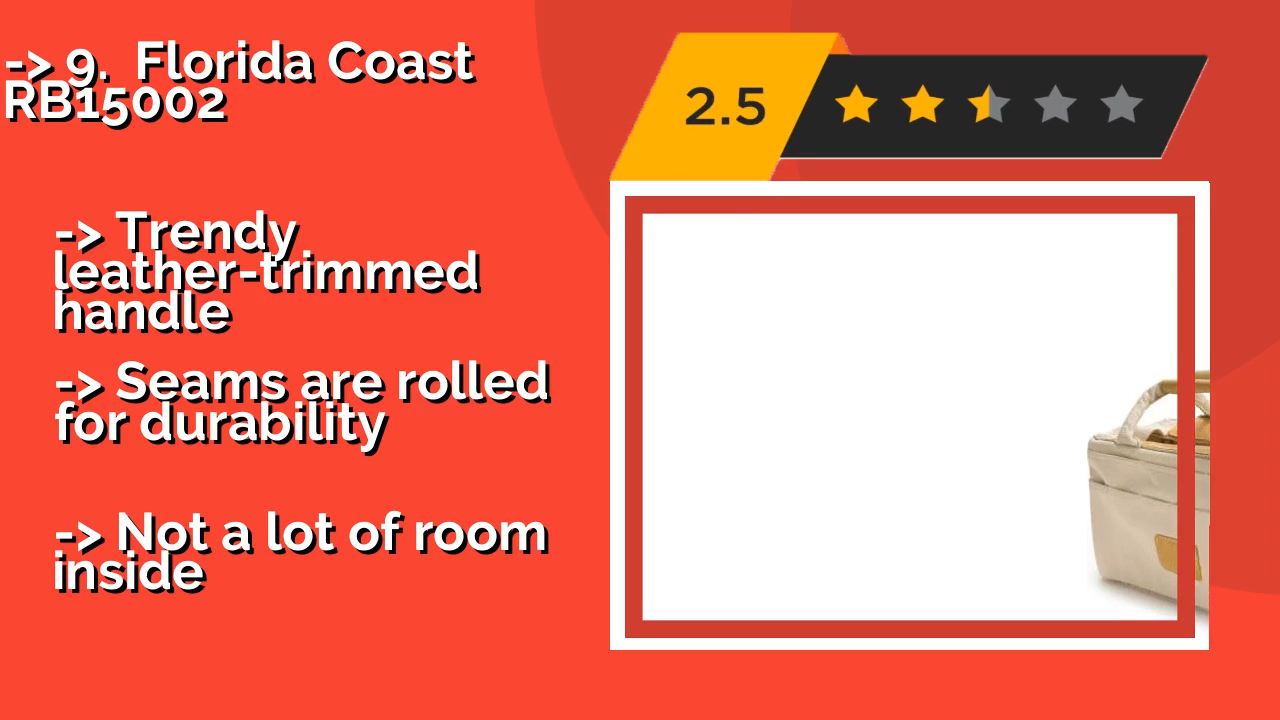 -> 9.  Florida Coast
RB15002
2.5
-> Trendy
leather-trimmed
handle
-> Seams are rolled
for durability
-> Not a lot of room
inside